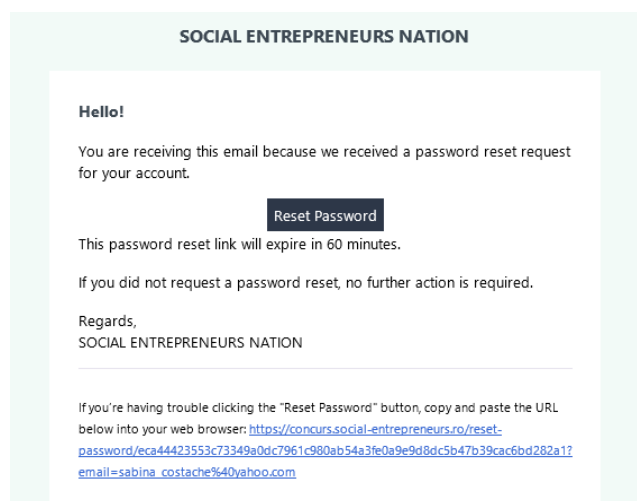 SOCIAL ENTREPRENEURS NATION
Hello!
You are receiving this email because we received a password reset request
for your account.
Reset Password
This password reset link will expire in 60 minutes.
If you did not request a password reset, no further action is required.
Regards,
SOCIAL ENTREPRENEURS NATION
If you're having trouble clicking the "Reset Password" button, copy and paste the URL
below into your web browser: https://concurs.social-entrepreneurs.ro/reset-
password/eca44423553c73349a0dc7961c980ab54a3fe0a9e9d8dc5b47b39cac6bd282a1?
email=sabina_costache%40yahoo.com